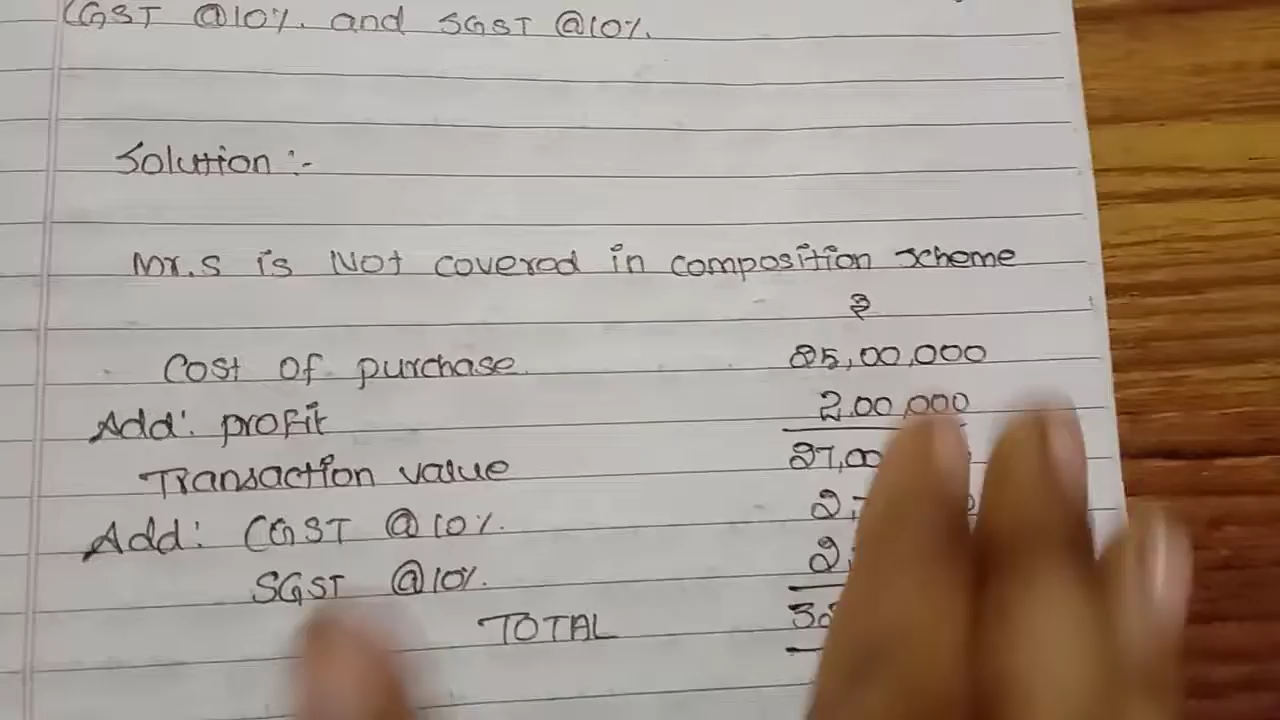 CGST @10% and SGST @10%.
Solution :-
Mr.S is Not covered in composition scheme
₹
Cost of purchase 25,00,000
Add: profit 2,00,000
Transaction value
Add: CGST @10%.
SGST @10%.
TOTAL